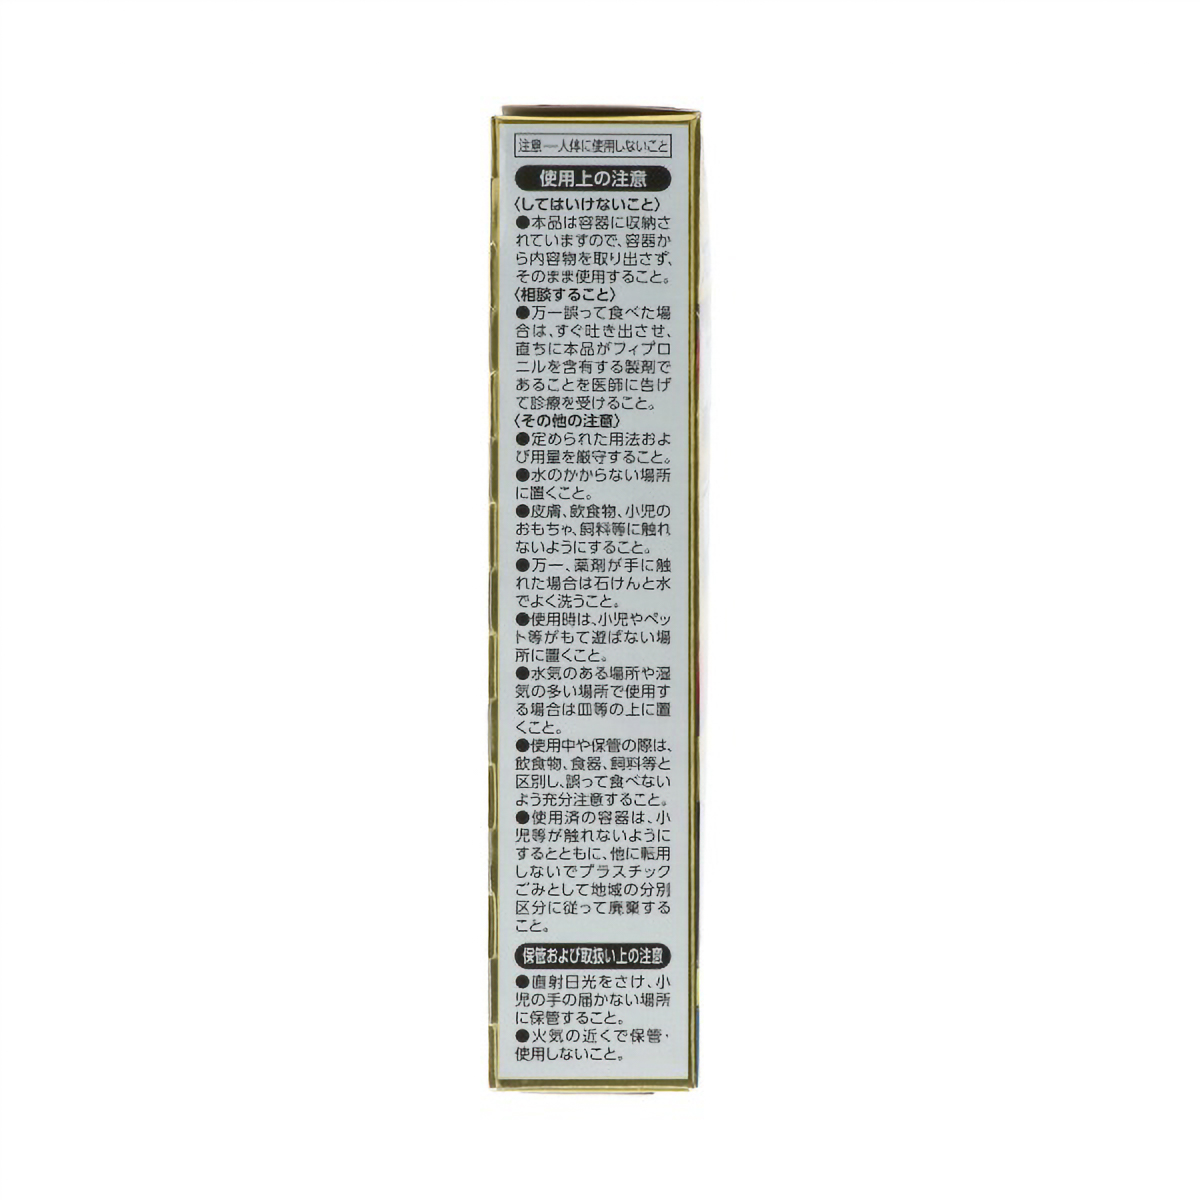 注意―人体に使用しないこと
使用上の注意
〈してはいけないこと〉
●本品は容器に収納さ
れていますので、容器か
ら内容物を取り出さず、
そのまま使用すること。
〈相談すること〉
●万一誤って食べた場
合は、すぐ吐き出させ、
直ちに本品がフィプロ
ニルを含有する製剤で
あることを医師に告げ
て診療を受けること。
〈その他の注意〉
●定められた用法およ
び用量を厳守すること。
●水のかからない場所
に置くこと。
●皮膚、飲食物、小児の
おもちゃ、飼料等に触れ
ないようにすること。
●万一、薬剤が手に触
れた場合は石けんと水
でよく洗うこと。
●使用時は、小児やペッ
ト等がもて遊ばない場
所に置くこと。
●水気のある場所や湿
気の多い場所で使用す
る場合は皿等の上に置
くこと。
●使用中や保管の際は、
飲食物、食器、飼料等と
区別し、誤って食べない
よう充分注意すること。
●使用済の容器は、小
児等が触れないように
するとともに、他に転用
しないでプラスチック
ごみとして地域の分別
区分に従って廃棄する
こと。
保管および取扱い上の注意
●直射日光をさけ、小
児の手の届かない場所
に保管すること。
●火気の近くで保管・
使用しないこと。